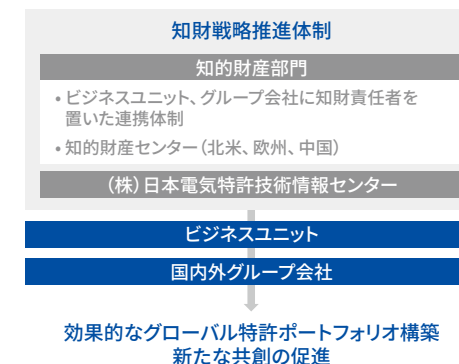 知財戦略推進体制
知的財産部門
• ビジネスユニット、グループ会社に知財責任者を
置いた連携体制
• 知的財産センター（北米、欧州、中国）
（株）日本電気特許技術情報センター
ビジネスユニット
国内外グループ会社
効果的なグローバル特許ポートフォリオ構築
新たな共創の促進